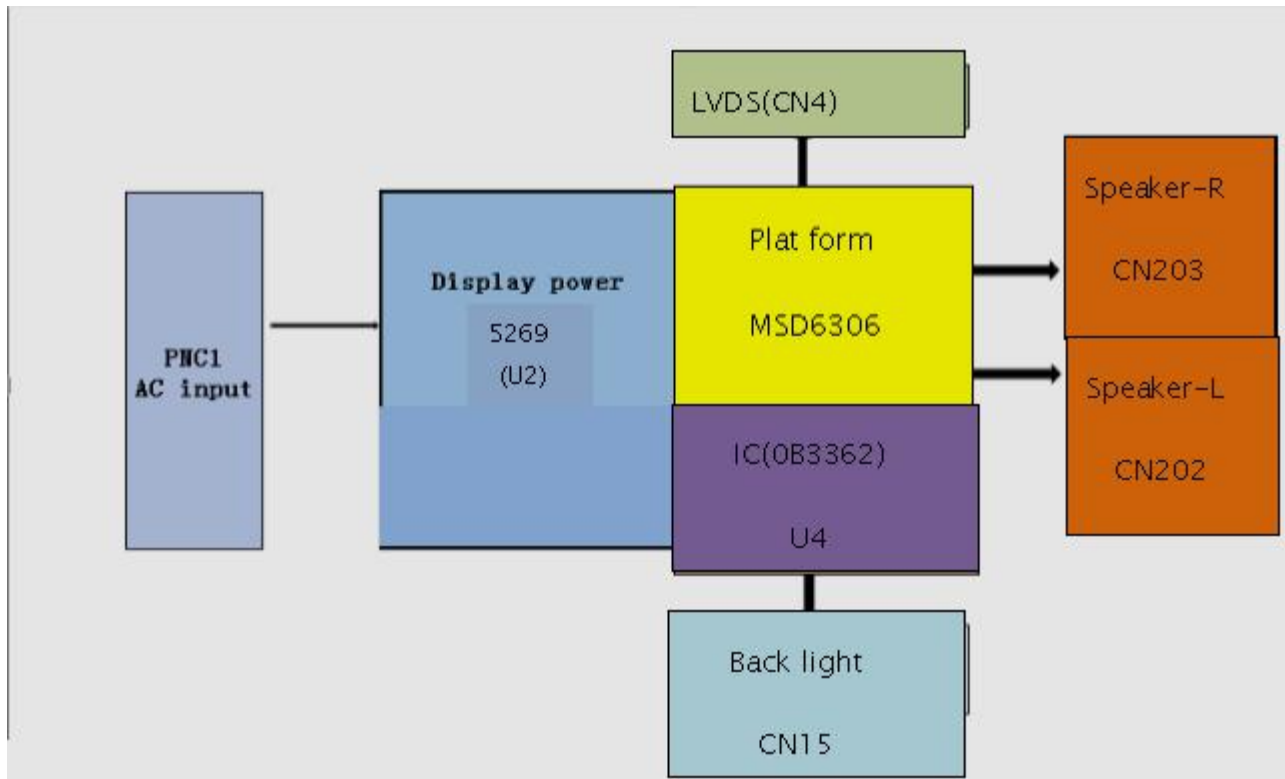 LVDS(CN4)
Speaker-R
CN203
Plat form
MSD6306
Display power
5269
(U2)
PNC1
AC input
Speaker-L
CN202
IC(OB3362)
U4
Back light
CN15